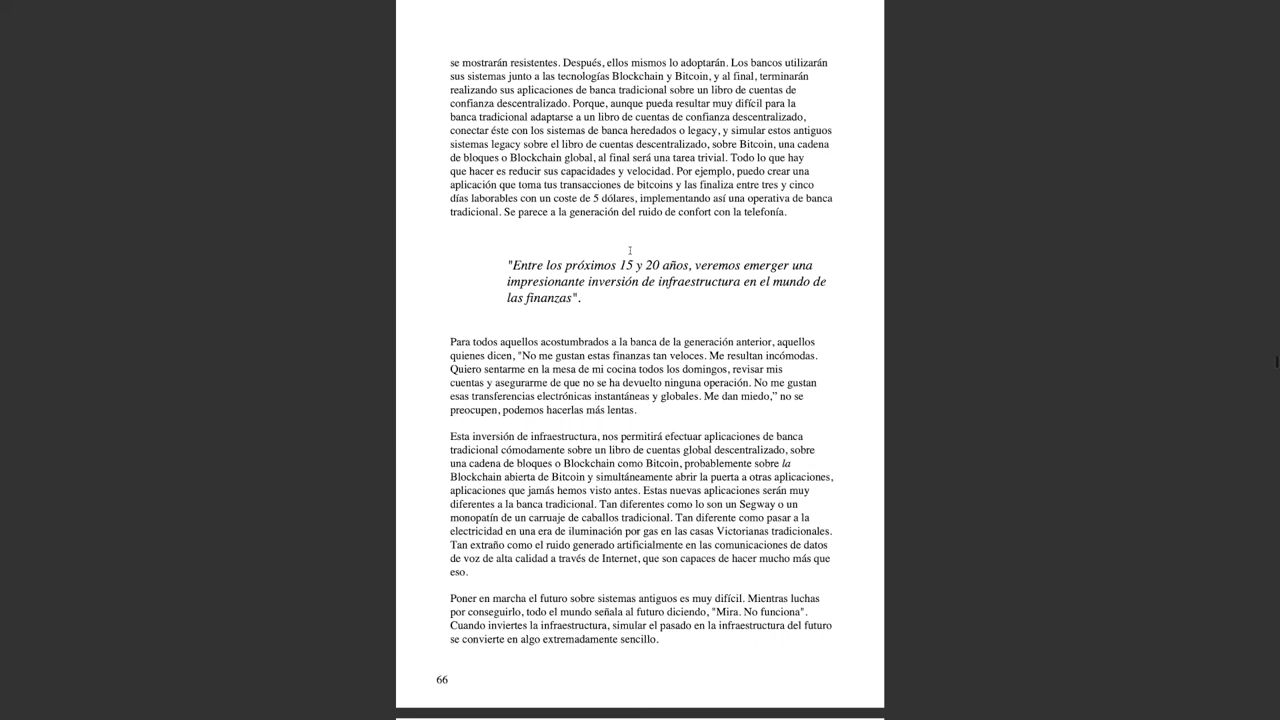 se mostrarán resistentes. Después, ellos mismos lo adoptarán. Los bancos utilizarán
sus sistemas junto a las tecnologías Blockchain y Bitcoin, y al final, terminarán
realizando sus aplicaciones de banca tradicional sobre un libro de cuentas de
confianza descentralizado. Porque, aunque pueda resultar muy difícil para la
banca tradicional adaptarse a un libro de cuentas de confianza descentralizado,
conectar éste con los sistemas de banca heredados o legacy, y simular estos antiguos
sistemas legacy sobre el libro de cuentas descentralizado, sobre Bitcoin, una cadena
de bloques o Blockchain global, al final será una tarea trivial. Todo lo que hay
que hacer es reducir sus capacidades y velocidad. Por ejemplo, puedo crear una
aplicación que toma tus transacciones de bitcoins y las finaliza entre tres y cinco
días laborables con un coste de 5 dólares, implementando así una operativa de banca
tradicional. Se parece a la generación del ruido de confort con la telefonía.
"Entre los próximos 15 y 20 años, veremos emerger una
impresionante inversión de infraestructura en el mundo de
las finanzas".
Para todos aquellos acostumbrados a la banca de la generación anterior, aquellos
quienes dicen, "No me gustan estas finanzas tan veloces. Me resultan incómodas.
Quiero sentarme en la mesa de mi cocina todos los domingos, revisar mis
cuentas y asegurarme de que no se ha devuelto ninguna operación. No me gustan
esas transferencias electrónicas instantáneas y globales. Me dan miedo,” no se
preocupen, podemos hacerlas más lentas.
Esta inversión de infraestructura, nos permitirá efectuar aplicaciones de banca
tradicional cómodamente sobre un libro de cuentas global descentralizado, sobre
una cadena de bloques o Blockchain como Bitcoin, probablemente sobre la
Blockchain abierta de Bitcoin y simultáneamente abrir la puerta a otras aplicaciones,
aplicaciones que jamás hemos visto antes. Estas nuevas aplicaciones serán muy
diferentes a la banca tradicional. Tan diferentes como lo son un Segway o un
monopatín de un carruaje de caballos tradicional. Tan diferente como pasar a la
electricidad en una era de iluminación por gas en las casas Victorianas tradicionales.
Tan extraño como el ruido generado artificialmente en las comunicaciones de datos
de voz de alta calidad a través de Internet, que son capaces de hacer mucho más que
eso.
Poner en marcha el futuro sobre sistemas antiguos es muy difícil. Mientras luchas
por conseguirlo, todo el mundo señala al futuro diciendo, "Mira. No funciona".
Cuando inviertes la infraestructura, simular el pasado en la infraestructura del futuro
se convierte en algo extremadamente sencillo.
66